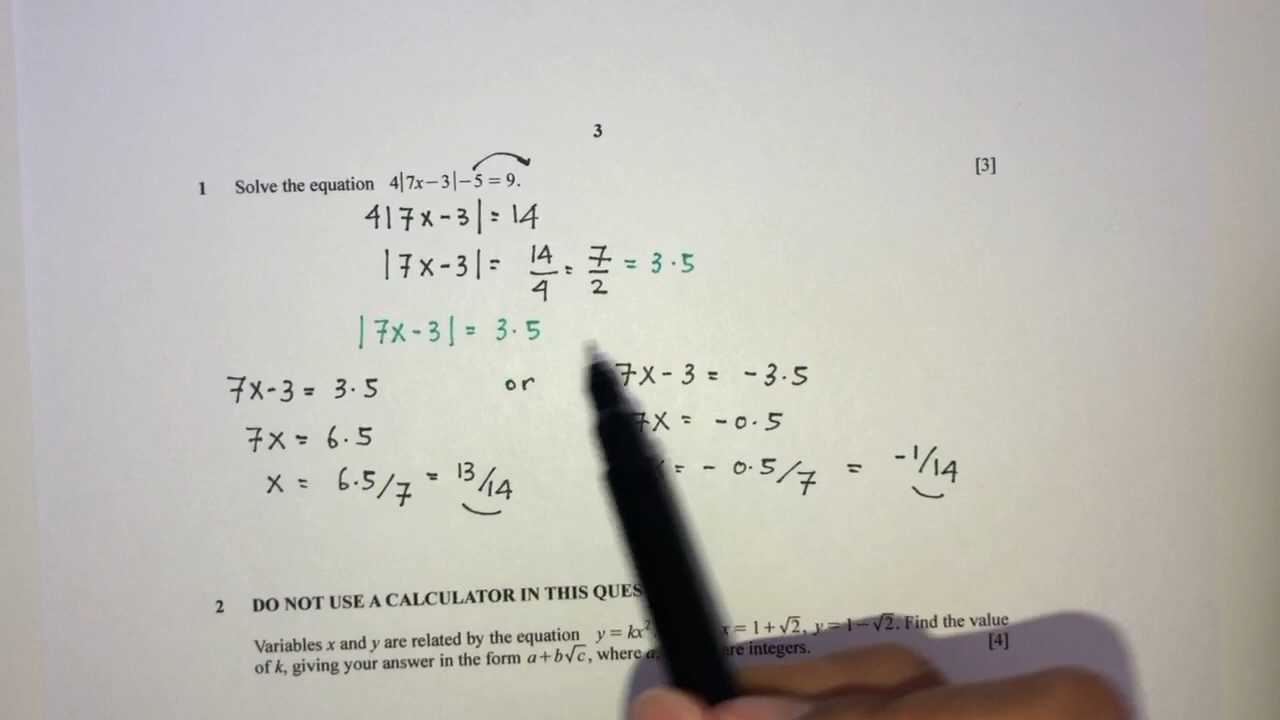 3
[3]
1 Solve the equation 4|7x−3|−5 = 9.
4|7x-3| = 14
|7x-3| = 14/4 = 7/2 = 3.5
|7x-3| = 3.5
7x-3 = 3.5 or 7x-3 = -3.5
7x = 6.5 7x = -0.5
x = 6.5/7 = 13/14 = -0.5/7 = -1/14
2 DO NOT USE A CALCULATOR IN THIS QUES
Variables x and y are related by the equation y = kx² x = 1+√2, y = 1−√2. Find the value
of k, giving your answer in the form a+b√c, where a, are integers.
[4]